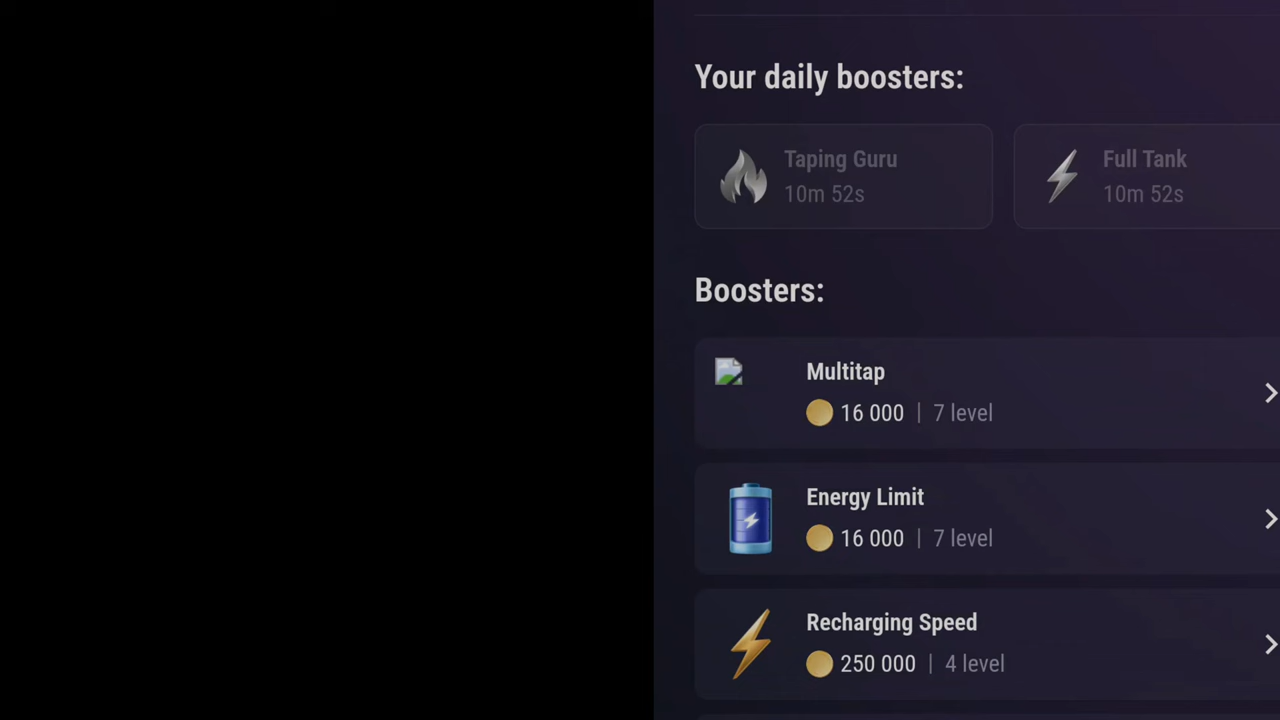 Your daily boosters:
Taping Guru
10m 52s
Full Tank
10m 52s
Boosters:
Multitap
16 000 | 7 level
Energy Limit
16 000 | 7 level
Recharging Speed
250 000 | 4 level